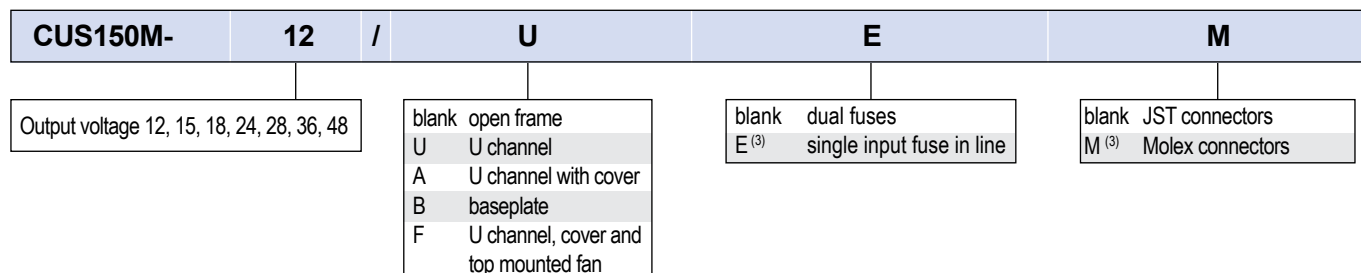 CUS150M- 12 / U E M
Output voltage 12, 15, 18, 24, 28, 36, 48
blank open frame
U U channel
A U channel with cover
B baseplate
F U channel, cover and
top mounted fan
blank dual fuses
E (3) single input fuse in line
blank JST connectors
M (3) Molex connectors